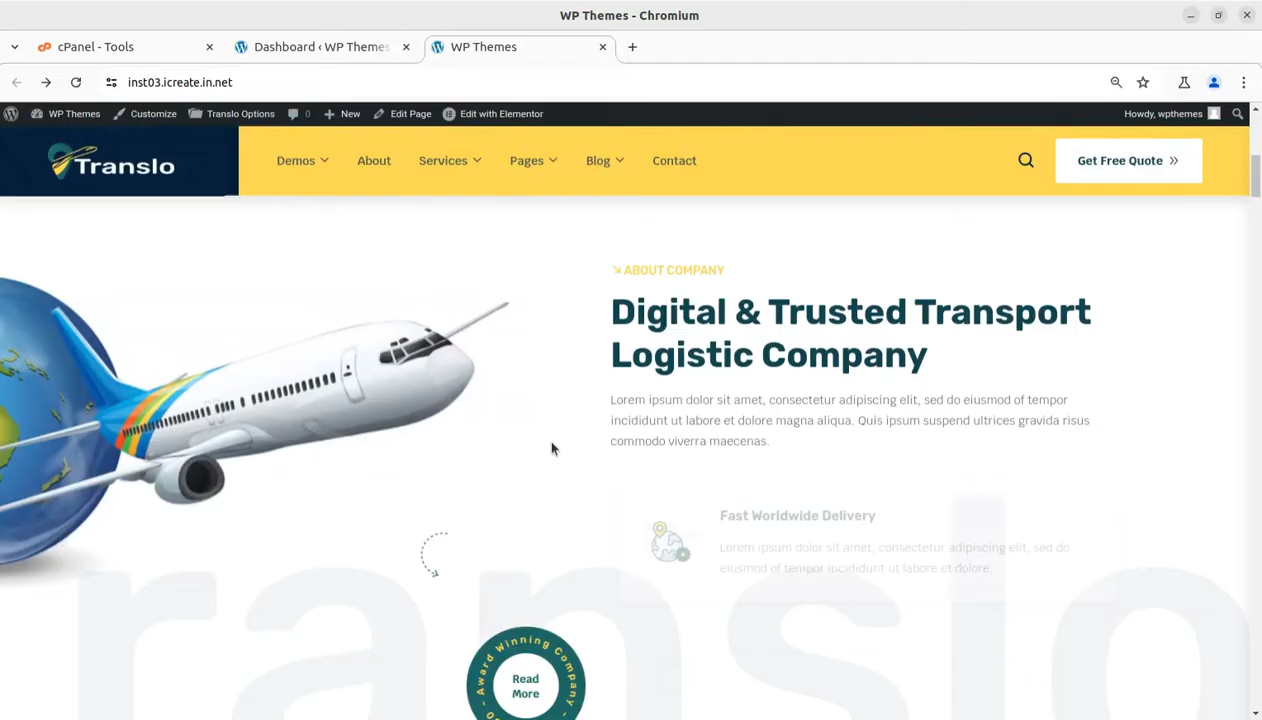 WP Themes - Chromium
cPanel - Tools
Dashboard ‹ WP Themes
WP Themes
inst03.icreate.in.net
WP Themes
Customize
Translo Options
0
New
Edit Page
Edit with Elementor
Howdy, wpthemes
Translo
Demos
About
Services
Pages
Blog
Contact
Get Free Quote
ABOUT COMPANY
Digital & Trusted Transport
Logistic Company
Lorem ipsum dolor sit amet, consectetur adipiscing elit, sed do eiusmod of tempor
incididunt ut labore et dolore magna aliqua. Quis ipsum suspend ultrices gravida risus
commodo viverra maecenas.
Fast Worldwide Delivery
Lorem ipsum dolor sit amet, consectetur adipiscing elit, sed do
eiusmod of tempor incididunt ut labore et dolore.
ranslo
- Award Winning Company -
Read
More